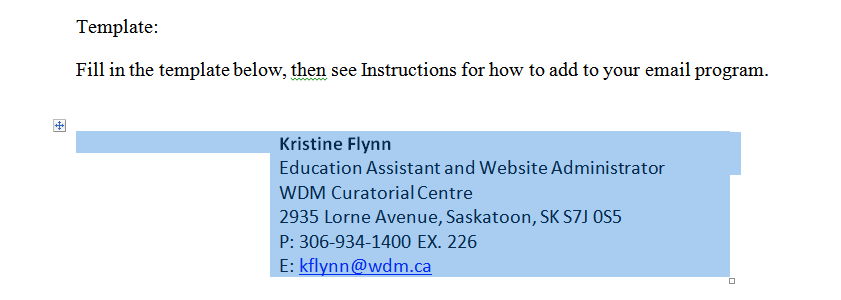 Template:
Fill in the template below, then see Instructions for how to add to your email program.
Kristine Flynn
Education Assistant and Website Administrator
WDM Curatorial Centre
2935 Lorne Avenue, Saskatoon, SK S7J 0S5
P: 306-934-1400 EX. 226
E: kflynn@wdm.ca